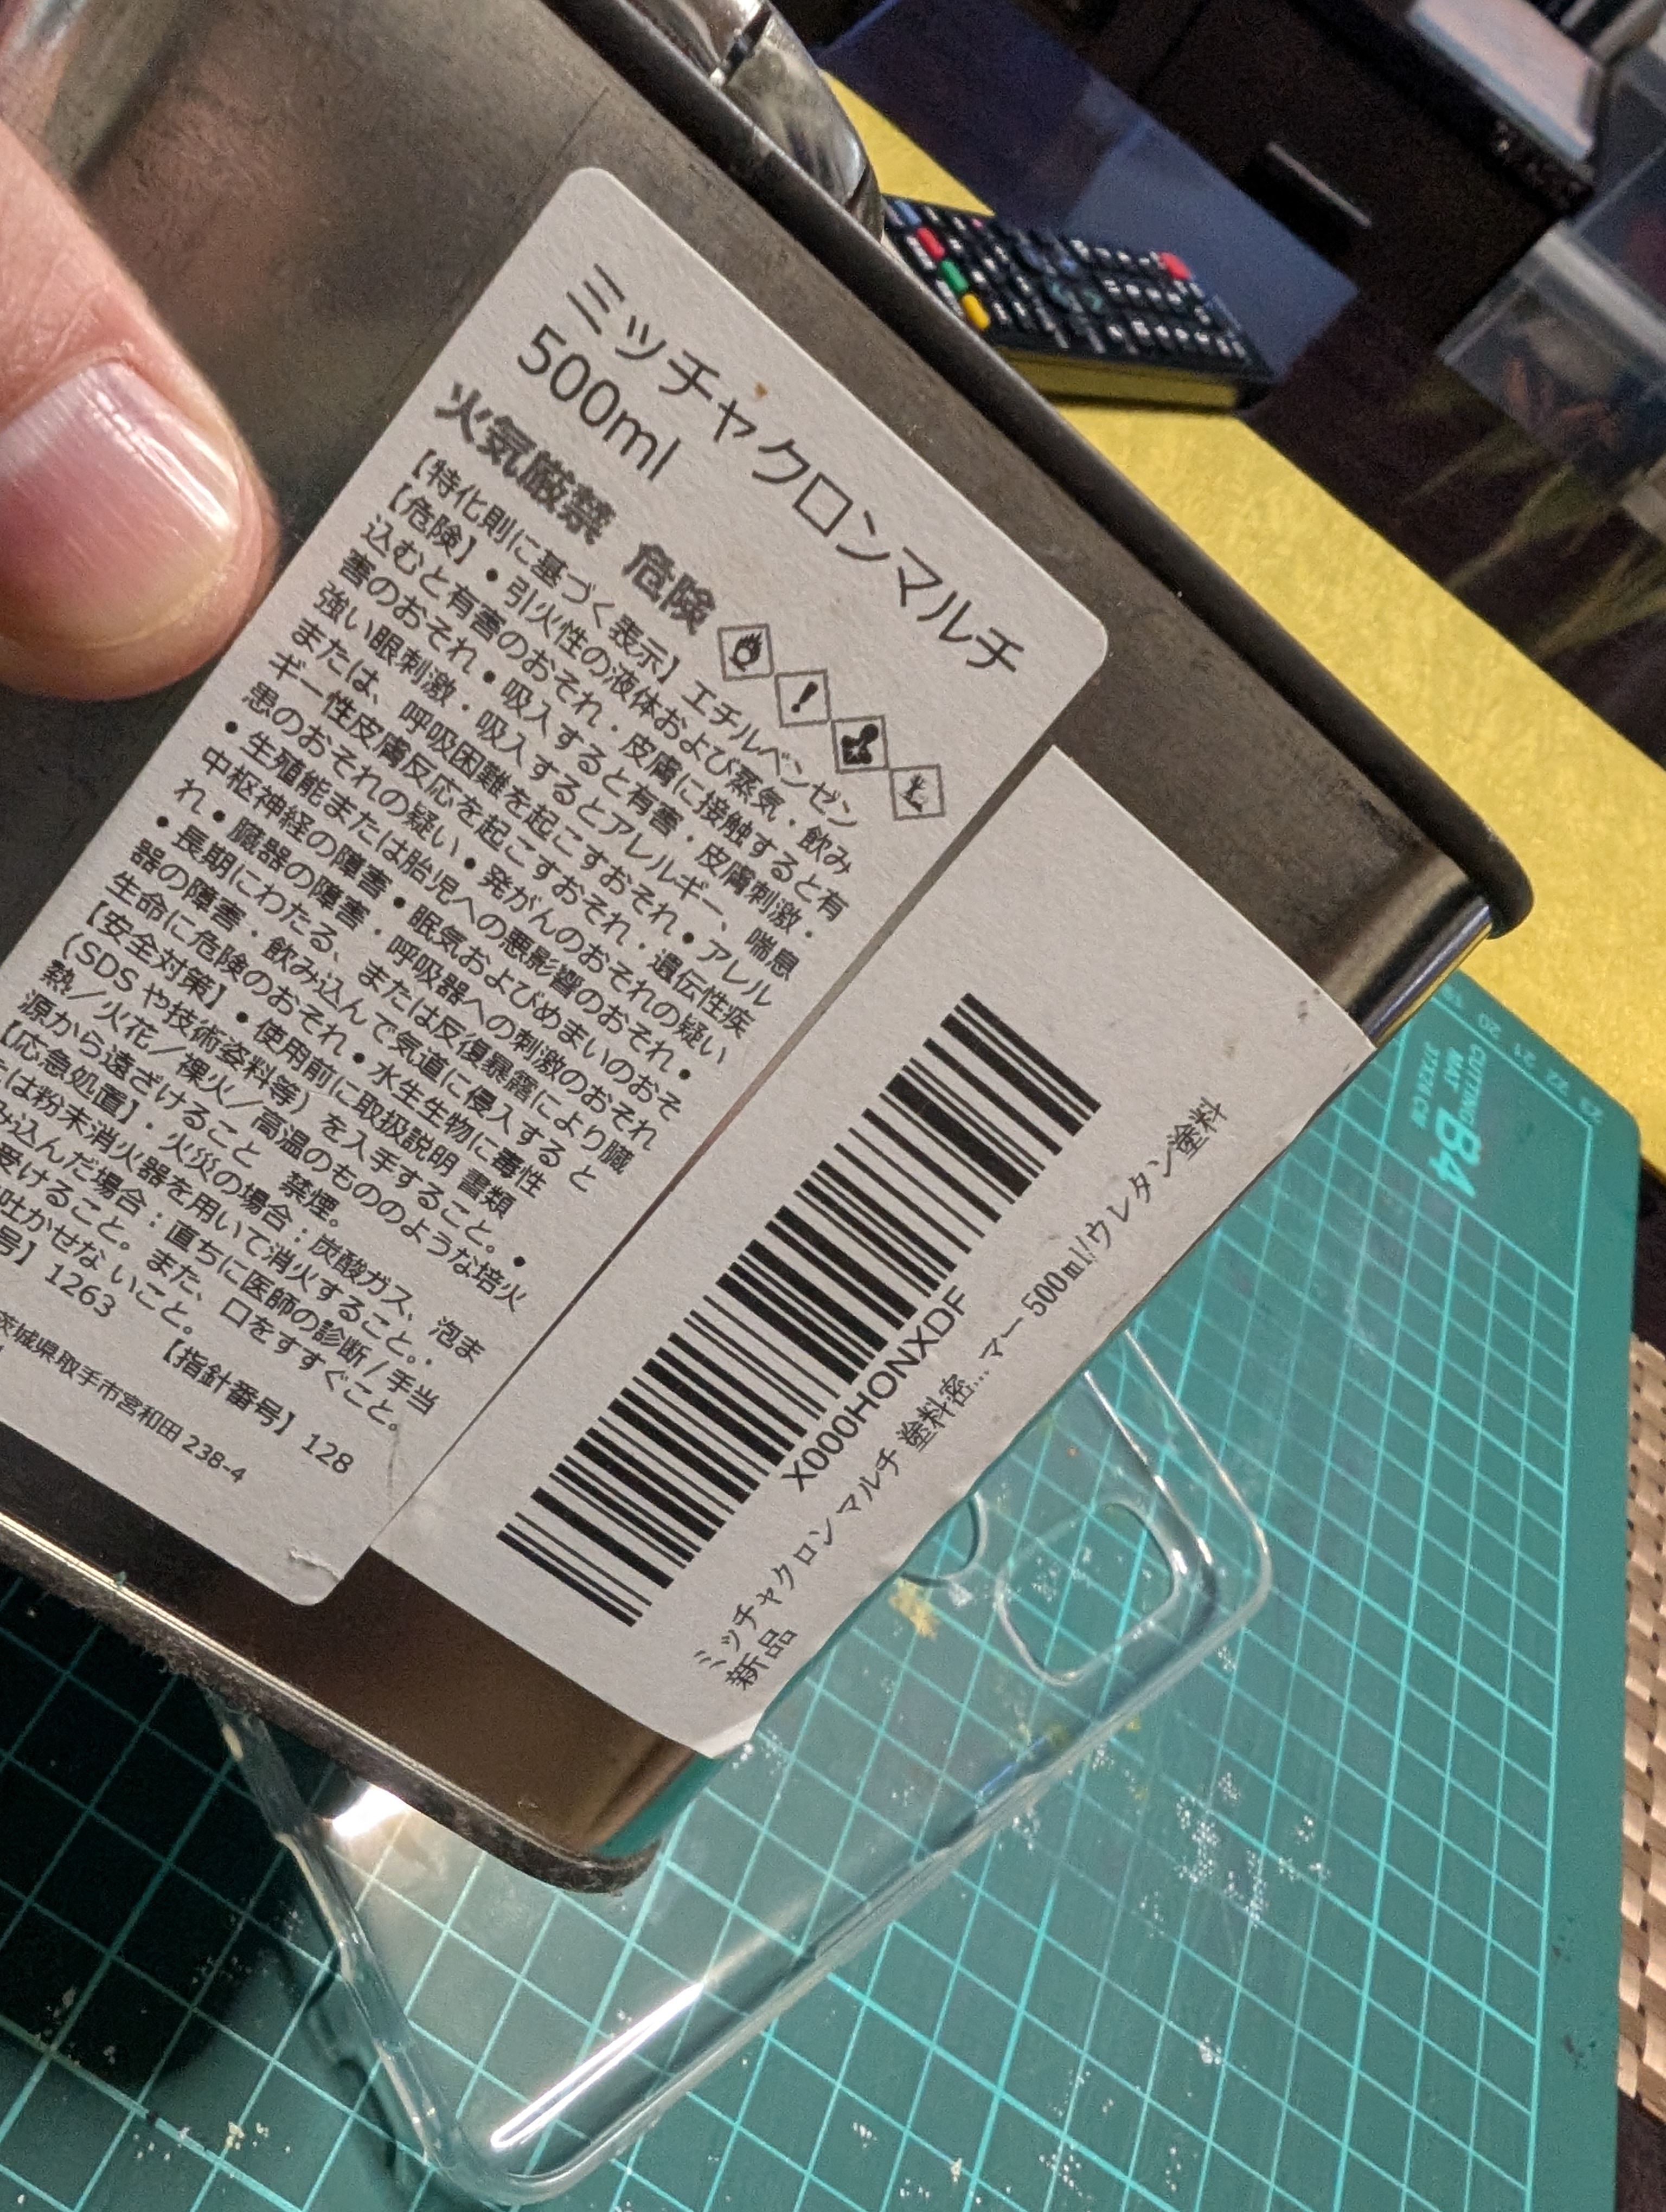 ミッチャクロンマルチ
500ml
火気厳禁 危険
【特化則に基づく表示】エチルベンゼン
【危険】・引火性の液体および蒸気・飲み
込むと有害のおそれ・皮膚に接触すると有
害のおそれ・吸入すると有害・皮膚刺激・
強い眼刺激・吸入するとアレルギー、喘息
または、呼吸困難を起こすおそれ・アレル
ギー性皮膚反応を起こすおそれ・遺伝性疾
患のおそれの疑い・発がんのおそれの疑い
・生殖能または胎児への悪影響のおそれ・
中枢神経の障害・眠気およびめまいのおそ
れ・臓器の障害・呼吸器への刺激のおそれ
・長期にわたる、または反復暴露により臓
器の障害・飲み込んで気道に侵入すると
生命に危険のおそれ・水生生物に毒性
【安全対策】・使用前に取扱説明 書類
(SDS や技術姿料等) を入手すること。・
熱／火花／裸火／高温のもののような培火
源から遠ざけること 禁煙。
【応急処置】・火災の場合：炭酸ガス、泡ま
たは粉末消火器を用いて消火すること。・
み込んだ場合：直ちに医師の診断/手当
受けること。また、口をすすぐこと。
吐かせな いこと。
号】 1263 【指針番号】 128
茨城県取手市宮和田 238-4
X000HONXDF
ミッチャクロン マルチ 塗料密... マー 500ml/ウレタン塗料
新品
CUTTING
MAT
B4